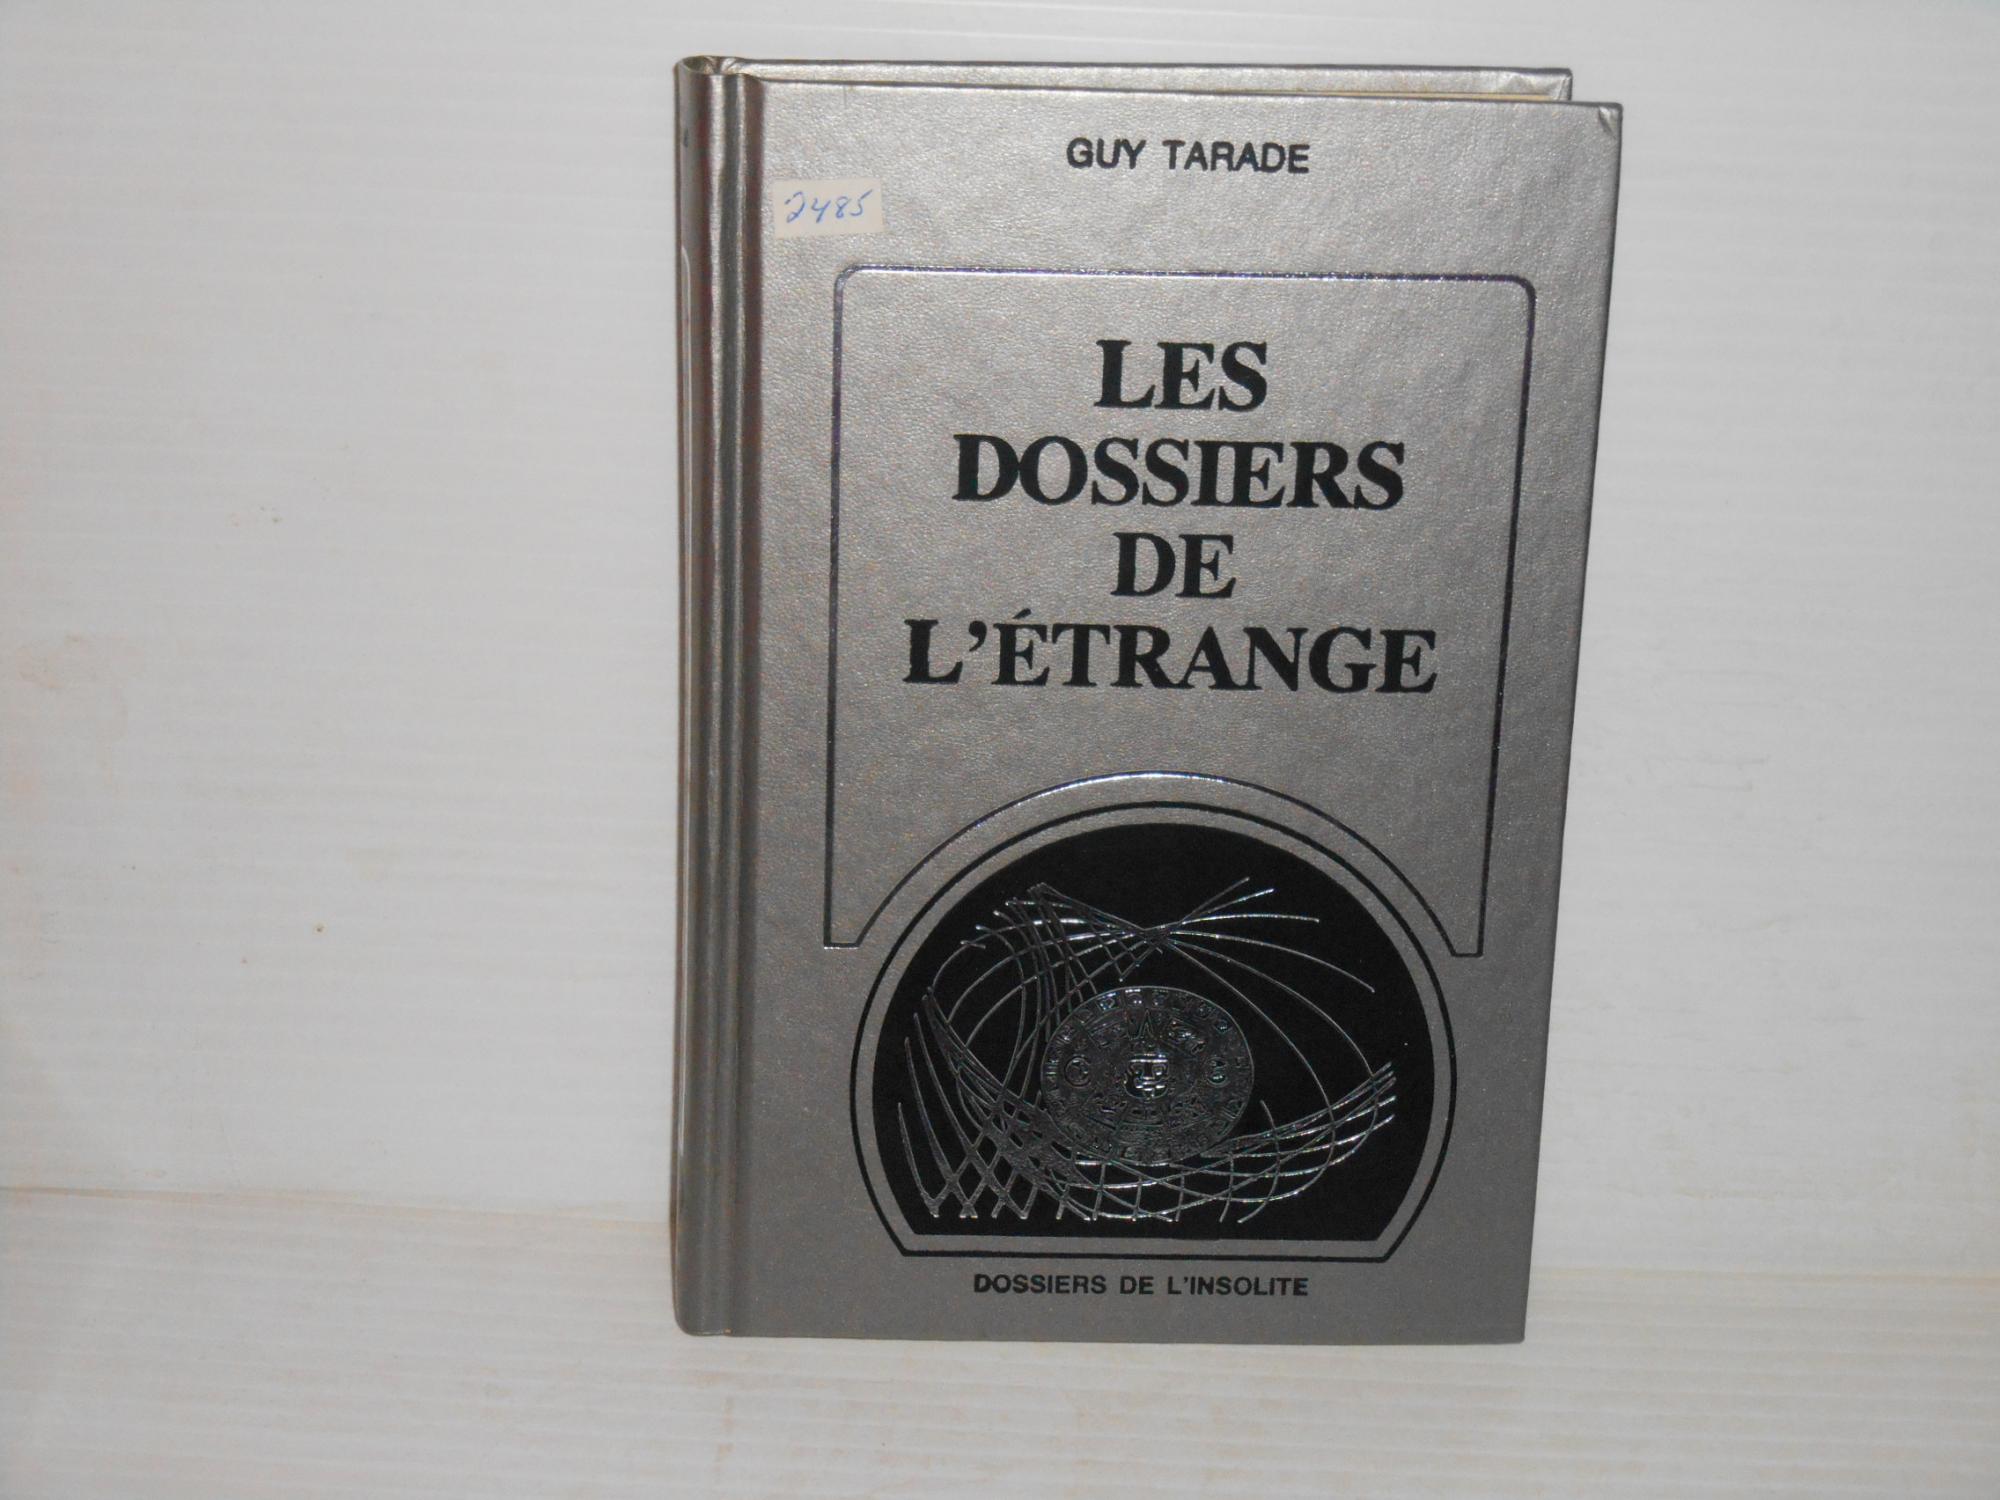 GUY TARADE
2485
LES
DOSSIERS
DE
L'ÉTRANGE
DOSSIERS DE L'INSOLITE